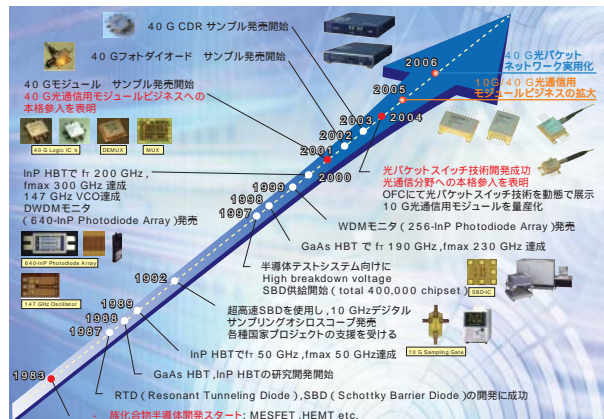 40 G CDR サンプル発売開始
40 Gフォトダイオード サンプル発売開始
40 Gモジュール サンプル発売開始
40 G光通信用モジュールビジネスへの
本格参入を表明
40 G Logic IC 's
DEMUX
MUX
InP HBTで fT 200 GHz,
fmax 300 GHz 達成
147 GHz VCO達成
DWDMモニタ
(640-InP Photodiode Array)発売
640-InP Photodiode Array
147 GHz Oscillator
2006
2005
2004
2003
2002
2001
2000
1999
1998
1997
1992
1989
1988
1987
1983
40 G光パケット
ネットワーク実用化
10G/40 G光通信用
モジュールビジネスの拡大
光パケットスイッチ技術開発成功
光通信分野への本格参入を表明
OFCにて光パケットスイッチ技術を動態で展示
10 G光通信用モジュールを量産化
WDMモニタ(256-InP Photodiode Array)発売
GaAs HBT で fT 190 GHz ,fmax 230 GHz 達成
半導体テストシステム向けに
High breakdown voltage
SBD供給開始(total 400,000 chipset)
SBD-IC
超高速SBDを使用し,10 GHzデジタル
サンプリングオシロスコープ発売
各種国家プロジェクトの支援を受ける
10 G Sampling Gate
InP HBTでfT 50 GHz ,fmax 50 GHz達成
GaAs HBT ,InP HBTの研究開発開始
RTD(Resonant Tunneling Diode),SBD(Schottky Barrier Diode)の開発に成功
- 族化合物半導体開発スタート: MESFET ,HEMT etc.